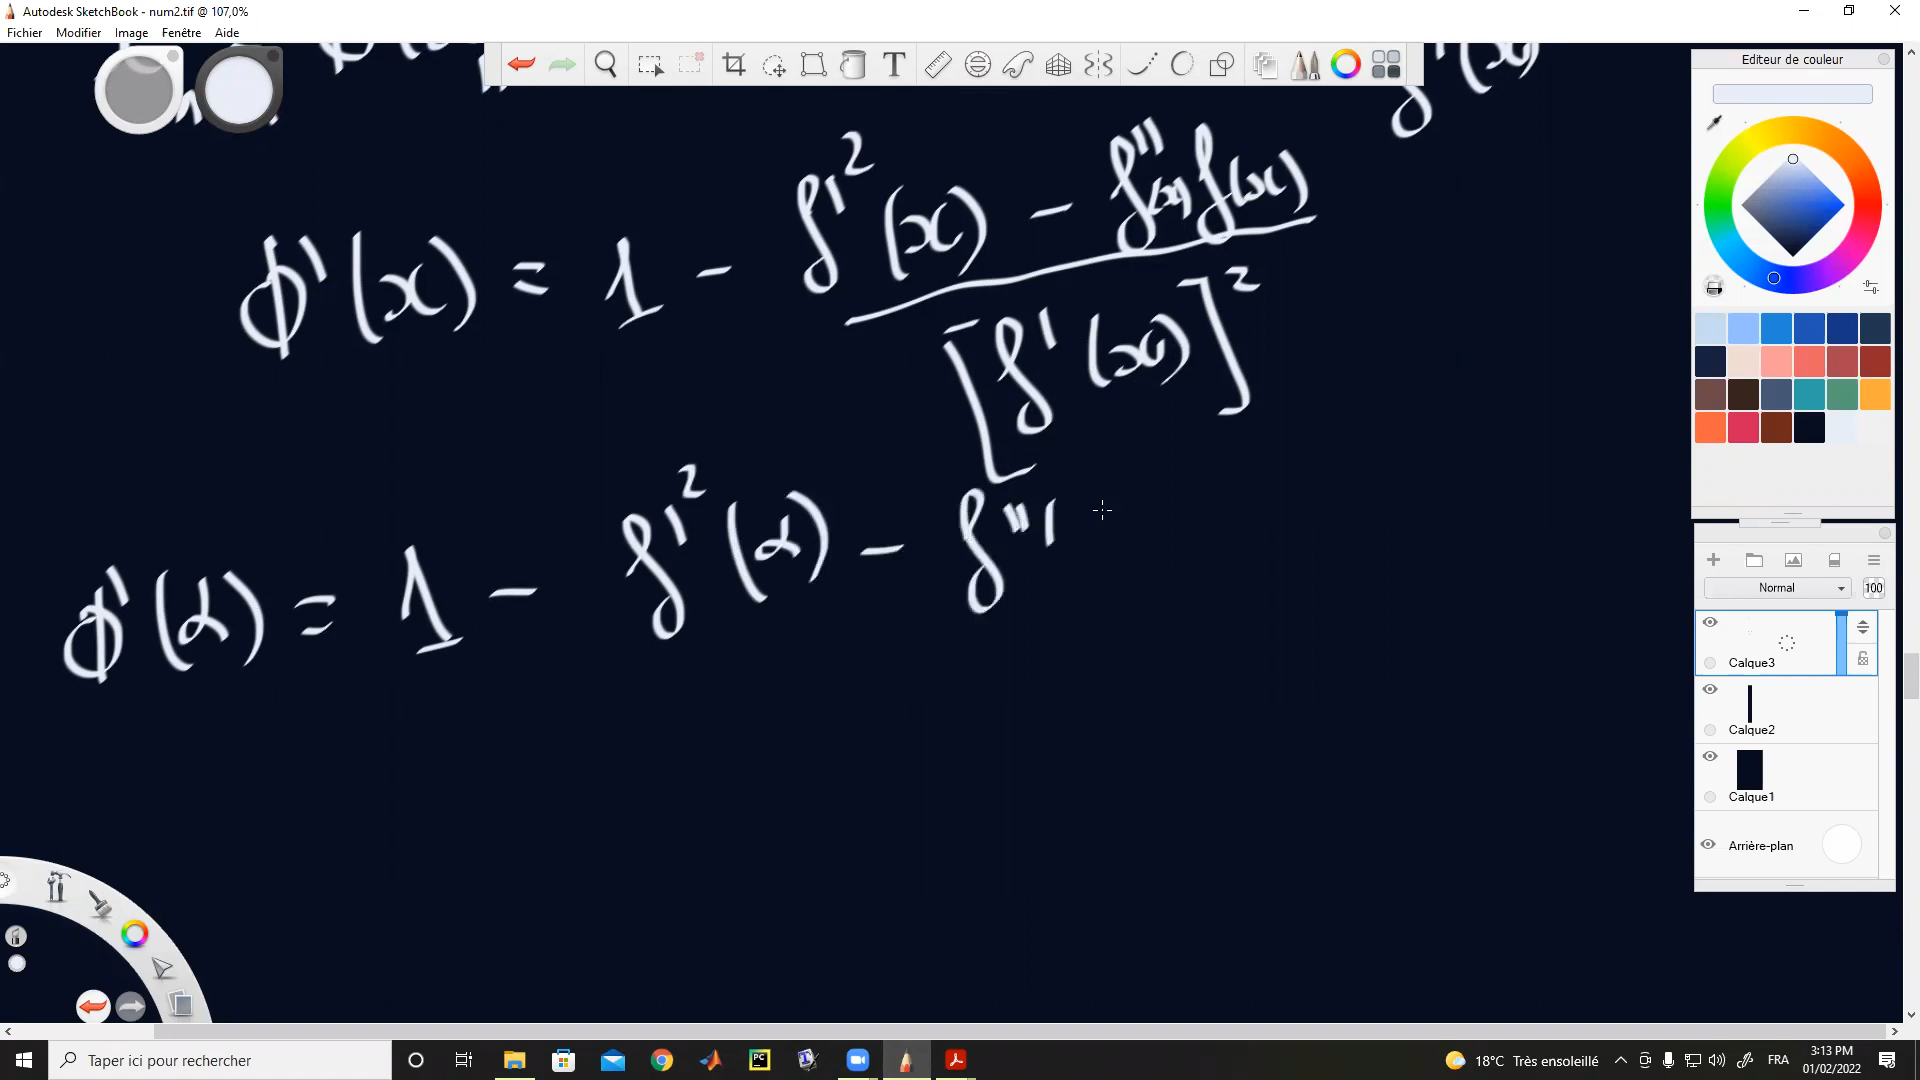 Autodesk SketchBook - num2.tif @ 107,0%
Fichier Modifier Image Fenêtre Aide
Editeur de couleur
f'(x)
ϕ'(x) = 1 - f'²(x) - f''(x) f(x)
[f'(x)]²
ϕ'(α) = 1 - f'²(α) - f''
Normal 100
Calque3
Calque2
Calque1
Arrière-plan
Taper ici pour rechercher
PC
18°C Très ensoleillé
FRA
3:13 PM
01/02/2022